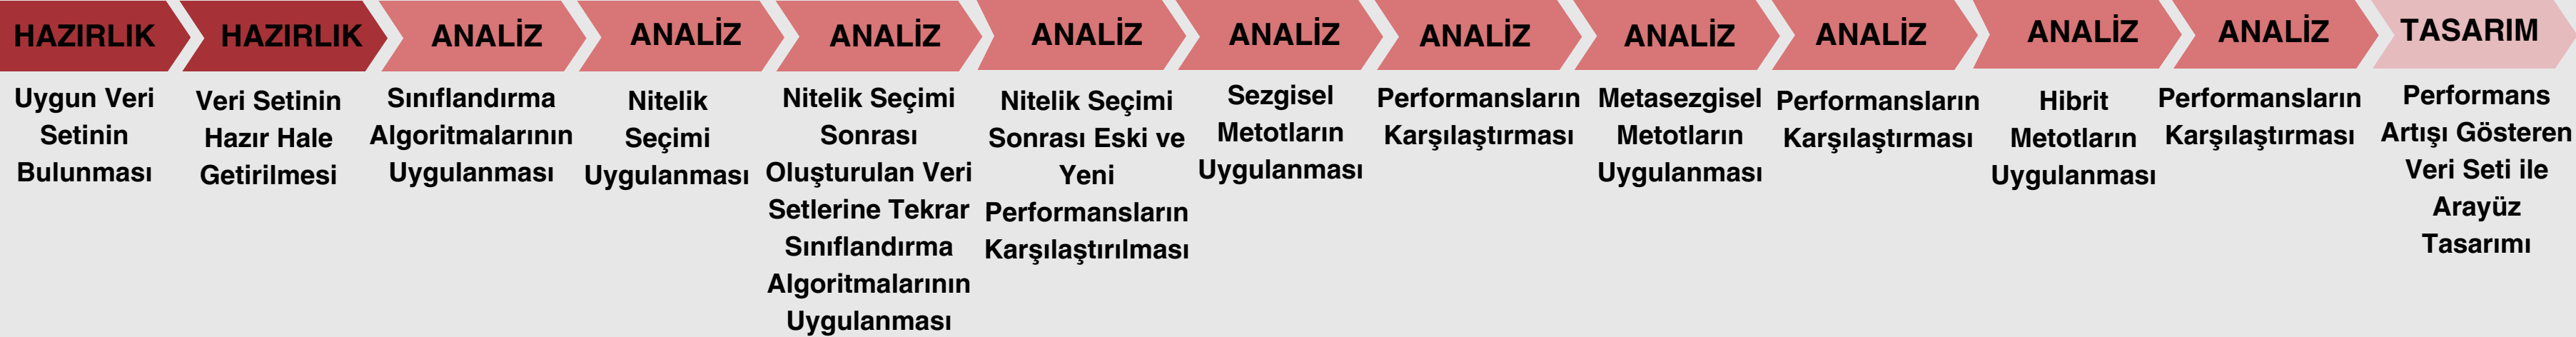 HAZIRLIK
HAZIRLIK
ANALİZ
ANALİZ
ANALİZ
ANALİZ
ANALİZ
ANALİZ
ANALİZ
ANALİZ
ANALİZ
ANALİZ
TASARIM
Uygun Veri
Setinin
Bulunması
Veri Setinin
Hazır Hale
Getirilmesi
Sınıflandırma
Algoritmalarının
Uygulanması
Nitelik
Seçimi
Uygulanması
Nitelik Seçimi
Sonrası
Oluşturulan Veri
Setlerine Tekrar
Sınıflandırma
Algoritmalarının
Uygulanması
Nitelik Seçimi
Sonrası Eski ve
Yeni
Performansların
Karşılaştırılması
Sezgisel
Metotların
Uygulanması
Performansların
Karşılaştırması
Metasezgisel
Metotların
Uygulanması
Performansların
Karşılaştırması
Hibrit
Metotların
Uygulanması
Performansların
Karşılaştırması
Performans
Artışı Gösteren
Veri Seti ile
Arayüz
Tasarımı